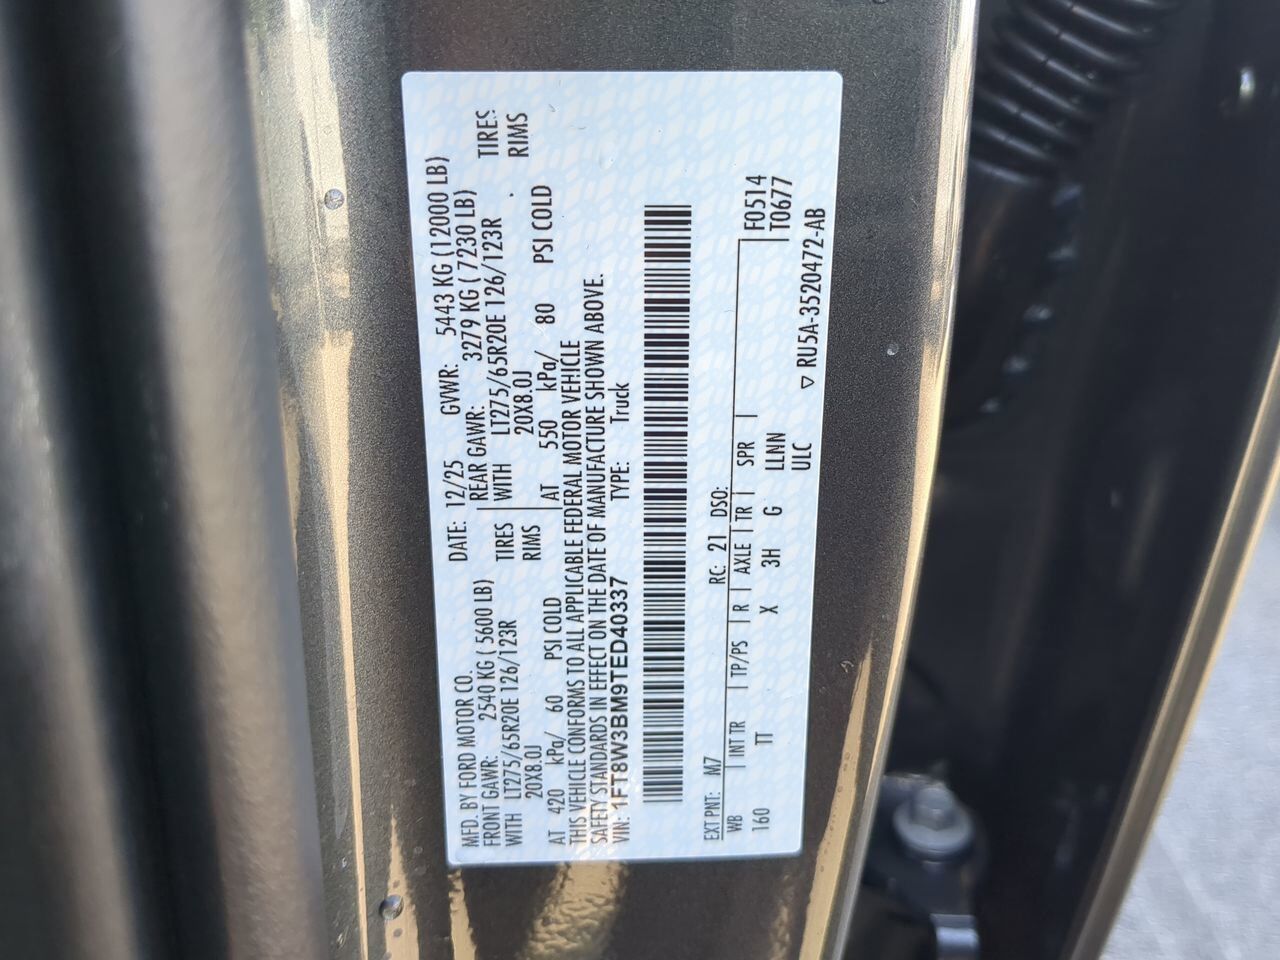 MFD. BY FORD MOTOR CO.
DATE: 12/25 GVWR: 5443 KG (12000 LB)
FRONT GAWR: 2540 KG ( 5600 LB)
REAR GAWR: 3279 KG ( 7230 LB)
WITH LT275/65R20E 126/123R TIRES
WITH LT275/65R20E 126/123R TIRES
20X8.0J RIMS
20X8.0J RIMS
AT 420 kPa/ 60 PSI COLD
AT 550 kPa/ 80 PSI COLD
THIS VEHICLE CONFORMS TO ALL APPLICABLE FEDERAL MOTOR VEHICLE
SAFETY STANDARDS IN EFFECT ON THE DATE OF MANUFACTURE SHOWN ABOVE.
VIN: 1FT8W3BM9TED40337 TYPE: Truck
EXT PNT: M7 RC: 21 DSO: F0514
WB INT TR TP/PS R AXLE TR SPR T0677
160 TT X 3H G LLNN
ULC
▽ RU5A-3520472-AB